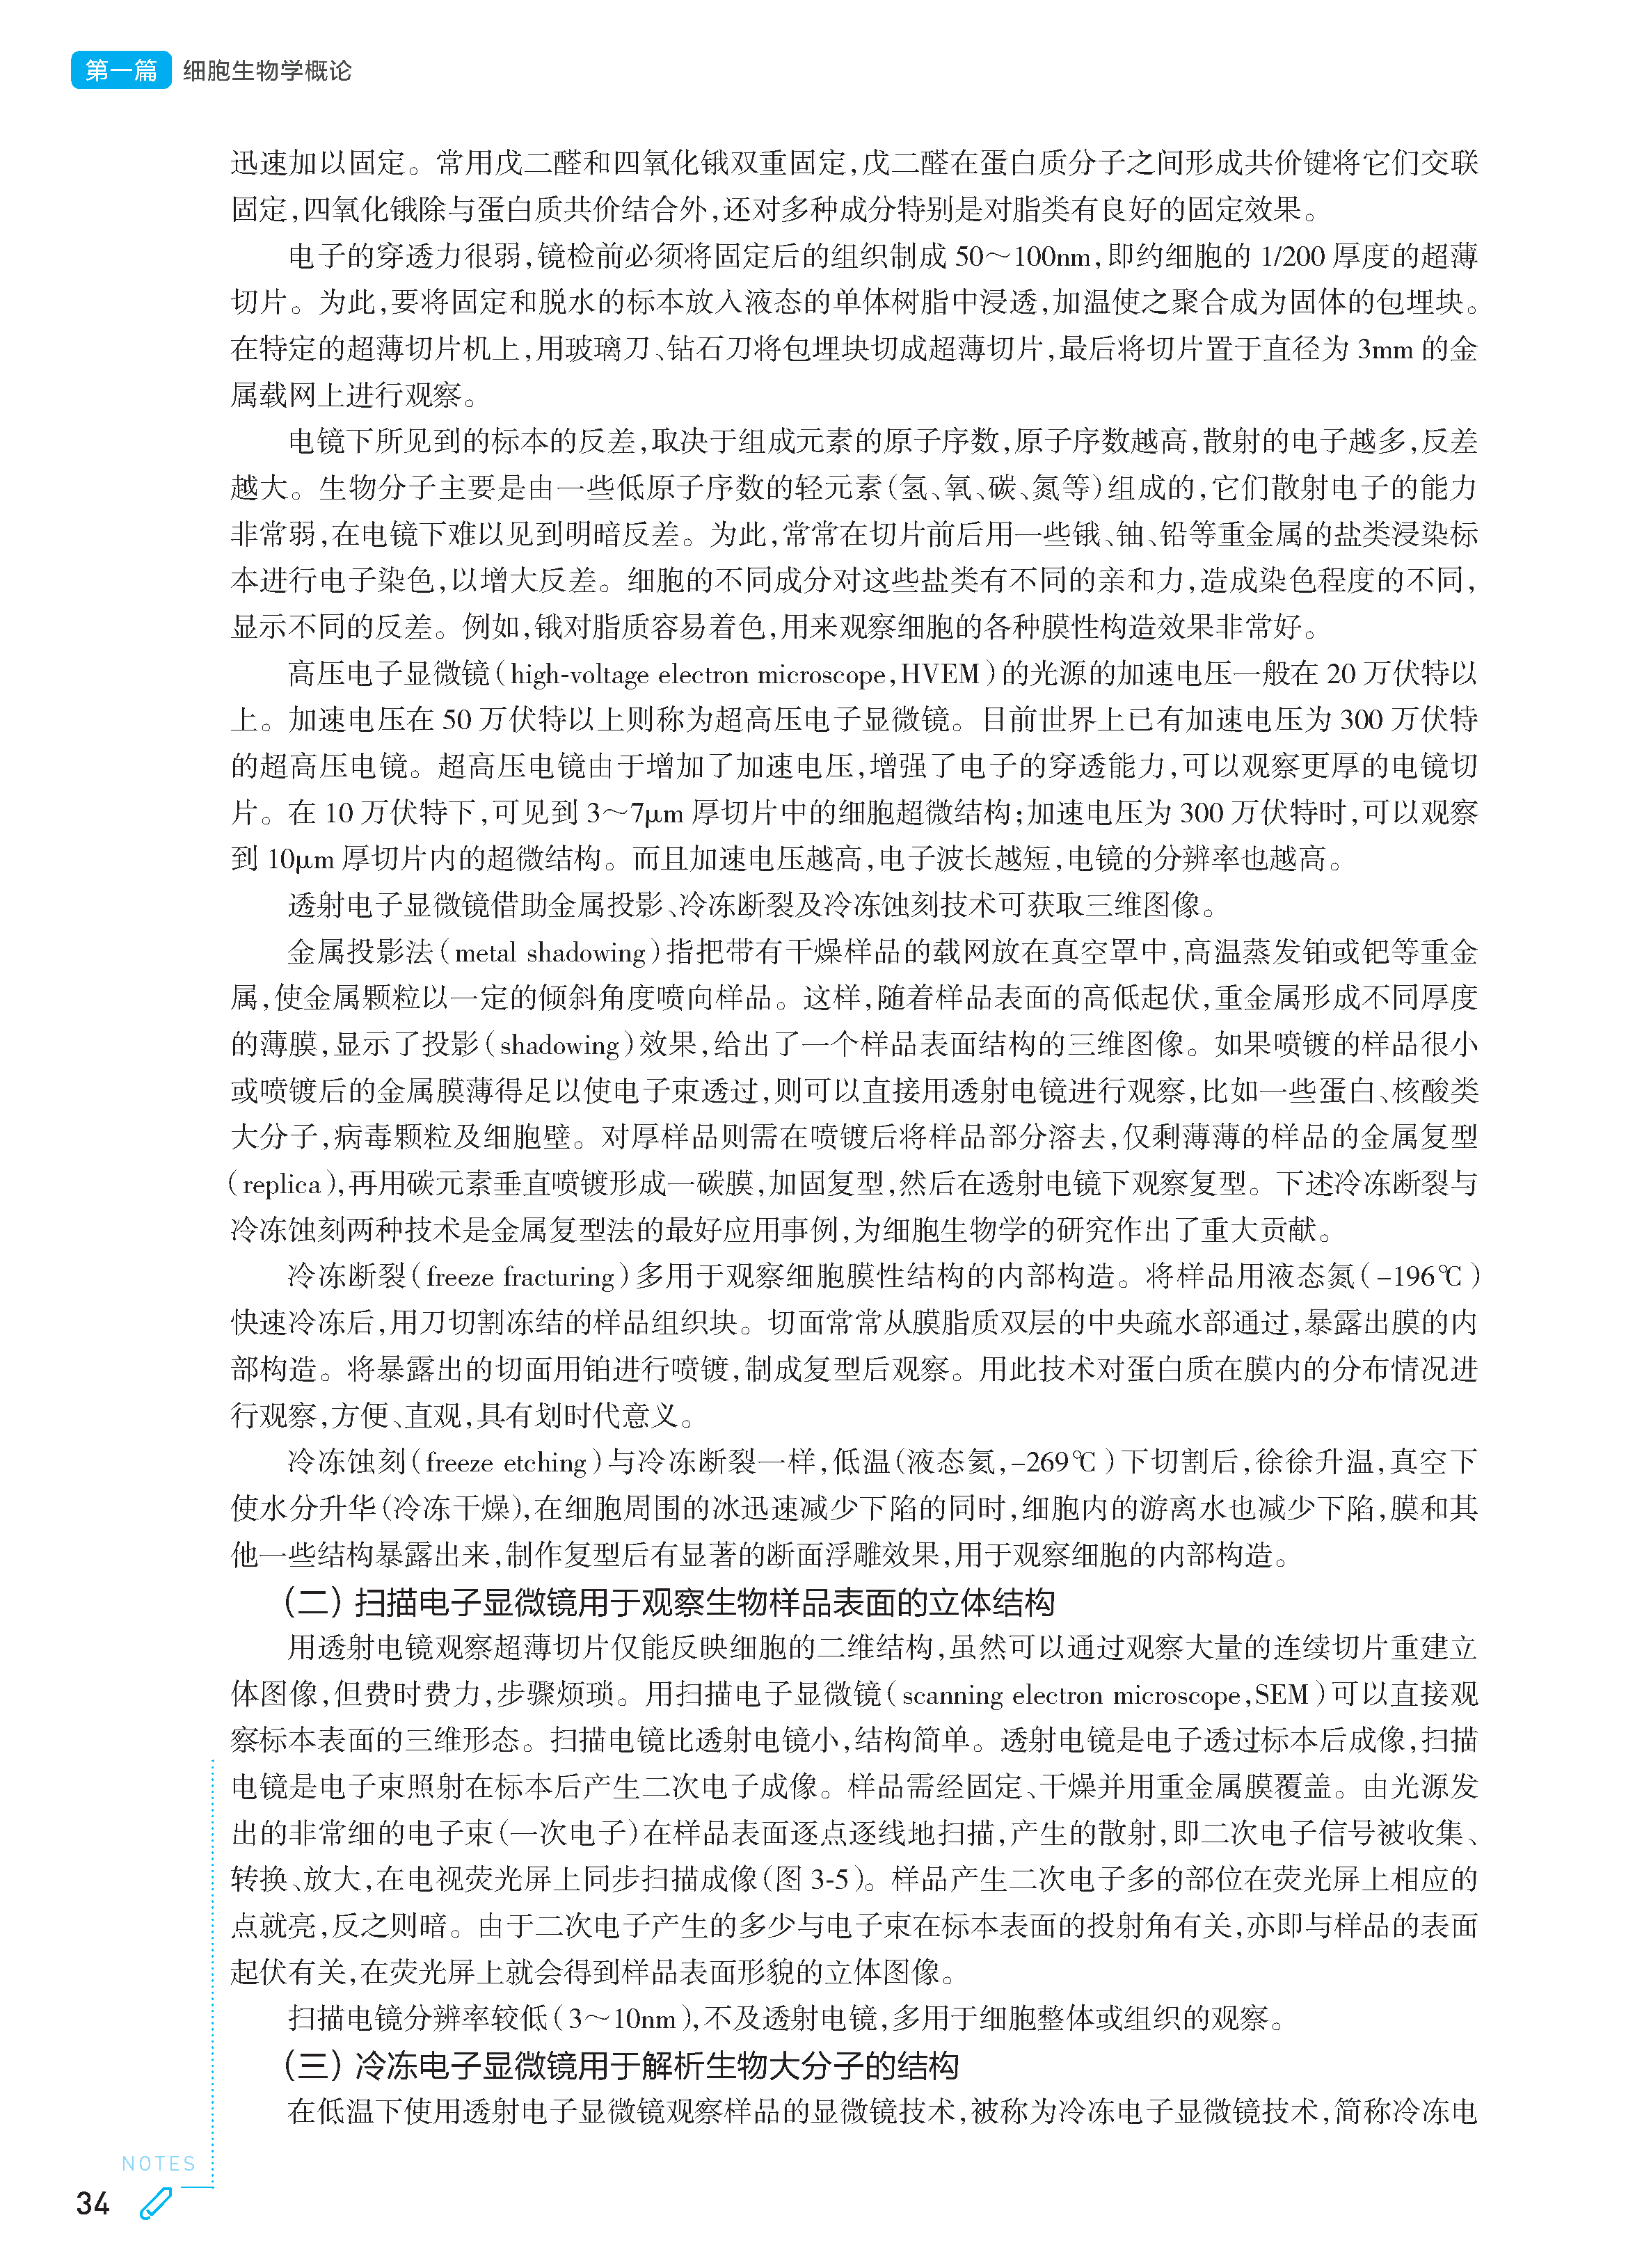 第一篇 细胞生物学概论
迅速加以固定。常用戊二醛和四氧化锇双重固定,戊二醛在蛋白质分子之间形成共价键将它们交联
固定,四氧化锇除与蛋白质共价结合外,还对多种成分特别是对脂类有良好的固定效果。
电子的穿透力很弱,镜检前必须将固定后的组织制成 50～100nm,即约细胞的 1/200 厚度的超薄
切片。为此,要将固定和脱水的标本放入液态的单体树脂中浸透,加温使之聚合成为固体的包埋块。
在特定的超薄切片机上,用玻璃刀、钻石刀将包埋块切成超薄切片,最后将切片置于直径为 3mm 的金
属载网上进行观察。
电镜下所见到的标本的反差,取决于组成元素的原子序数,原子序数越高,散射的电子越多,反差
越大。生物分子主要是由一些低原子序数的轻元素(氢、氧、碳、氮等)组成的,它们散射电子的能力
非常弱,在电镜下难以见到明暗反差。为此,常常在切片前后用一些锇、铀、铅等重金属的盐类浸染标
本进行电子染色,以增大反差。细胞的不同成分对这些盐类有不同的亲和力,造成染色程度的不同,
显示不同的反差。例如,锇对脂质容易着色,用来观察细胞的各种膜性构造效果非常好。
高压电子显微镜(high-voltage electron microscope,HVEM)的光源的加速电压一般在 20 万伏特以
上。加速电压在 50 万伏特以上则称为超高压电子显微镜。目前世界上已有加速电压为 300 万伏特
的超高压电镜。超高压电镜由于增加了加速电压,增强了电子的穿透能力,可以观察更厚的电镜切
片。在 10 万伏特下,可见到 3～7μm 厚切片中的细胞超微结构;加速电压为 300 万伏特时,可以观察
到 10μm 厚切片内的超微结构。而且加速电压越高,电子波长越短,电镜的分辨率也越高。
透射电子显微镜借助金属投影、冷冻断裂及冷冻蚀刻技术可获取三维图像。
金属投影法(metal shadowing)指把带有干燥样品的载网放在真空罩中,高温蒸发铂或钯等重金
属,使金属颗粒以一定的倾斜角度喷向样品。这样,随着样品表面的高低起伏,重金属形成不同厚度
的薄膜,显示了投影(shadowing)效果,给出了一个样品表面结构的三维图像。如果喷镀的样品很小
或喷镀后的金属膜薄得足以使电子束透过,则可以直接用透射电镜进行观察,比如一些蛋白、核酸类
大分子,病毒颗粒及细胞壁。对厚样品则需在喷镀后将样品部分溶去,仅剩薄薄的样品的金属复型
(replica),再用碳元素垂直喷镀形成一碳膜,加固复型,然后在透射电镜下观察复型。下述冷冻断裂与
冷冻蚀刻两种技术是金属复型法的最好应用事例,为细胞生物学的研究作出了重大贡献。
冷冻断裂(freeze fracturing)多用于观察细胞膜性结构的内部构造。将样品用液态氮(–196℃)
快速冷冻后,用刀切割冻结的样品组织块。切面常常从膜脂质双层的中央疏水部通过,暴露出膜的内
部构造。将暴露出的切面用铂进行喷镀,制成复型后观察。用此技术对蛋白质在膜内的分布情况进
行观察,方便、直观,具有划时代意义。
冷冻蚀刻(freeze etching)与冷冻断裂一样,低温(液态氦,–269℃)下切割后,徐徐升温,真空下
使水分升华(冷冻干燥),在细胞周围的冰迅速减少下陷的同时,细胞内的游离水也减少下陷,膜和其
他一些结构暴露出来,制作复型后有显著的断面浮雕效果,用于观察细胞的内部构造。
(二)扫描电子显微镜用于观察生物样品表面的立体结构
用透射电镜观察超薄切片仅能反映细胞的二维结构,虽然可以通过观察大量的连续切片重建立
体图像,但费时费力,步骤烦琐。用扫描电子显微镜(scanning electron microscope,SEM)可以直接观
察标本表面的三维形态。扫描电镜比透射电镜小,结构简单。透射电镜是电子透过标本后成像,扫描
电镜是电子束照射在标本后产生二次电子成像。样品需经固定、干燥并用重金属膜覆盖。由光源发
出的非常细的电子束(一次电子)在样品表面逐点逐线地扫描,产生的散射,即二次电子信号被收集、
转换、放大,在电视荧光屏上同步扫描成像(图 3-5)。样品产生二次电子多的部位在荧光屏上相应的
点就亮,反之则暗。由于二次电子产生的多少与电子束在标本表面的投射角有关,亦即与样品的表面
起伏有关,在荧光屏上就会得到样品表面形貌的立体图像。
扫描电镜分辨率较低(3～10nm),不及透射电镜,多用于细胞整体或组织的观察。
(三)冷冻电子显微镜用于解析生物大分子的结构
在低温下使用透射电子显微镜观察样品的显微镜技术,被称为冷冻电子显微镜技术,简称冷冻电
NOTES
34